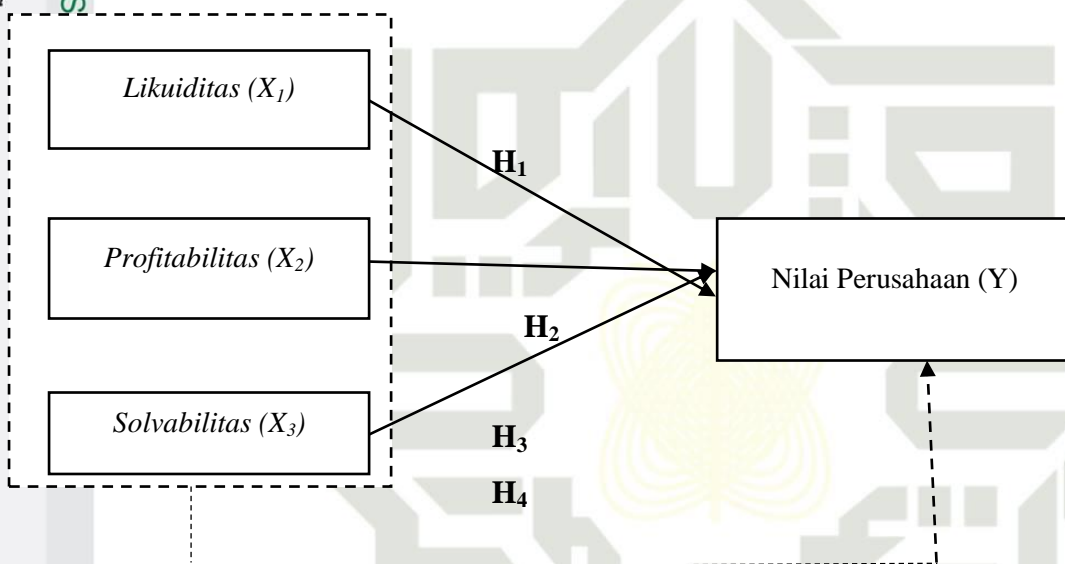 Likuiditas (X₁)
H₁
Profitabilitas (X₂)
Nilai Perusahaan (Y)
H₂
Solvabilitas (X₃)
H₃
H₄